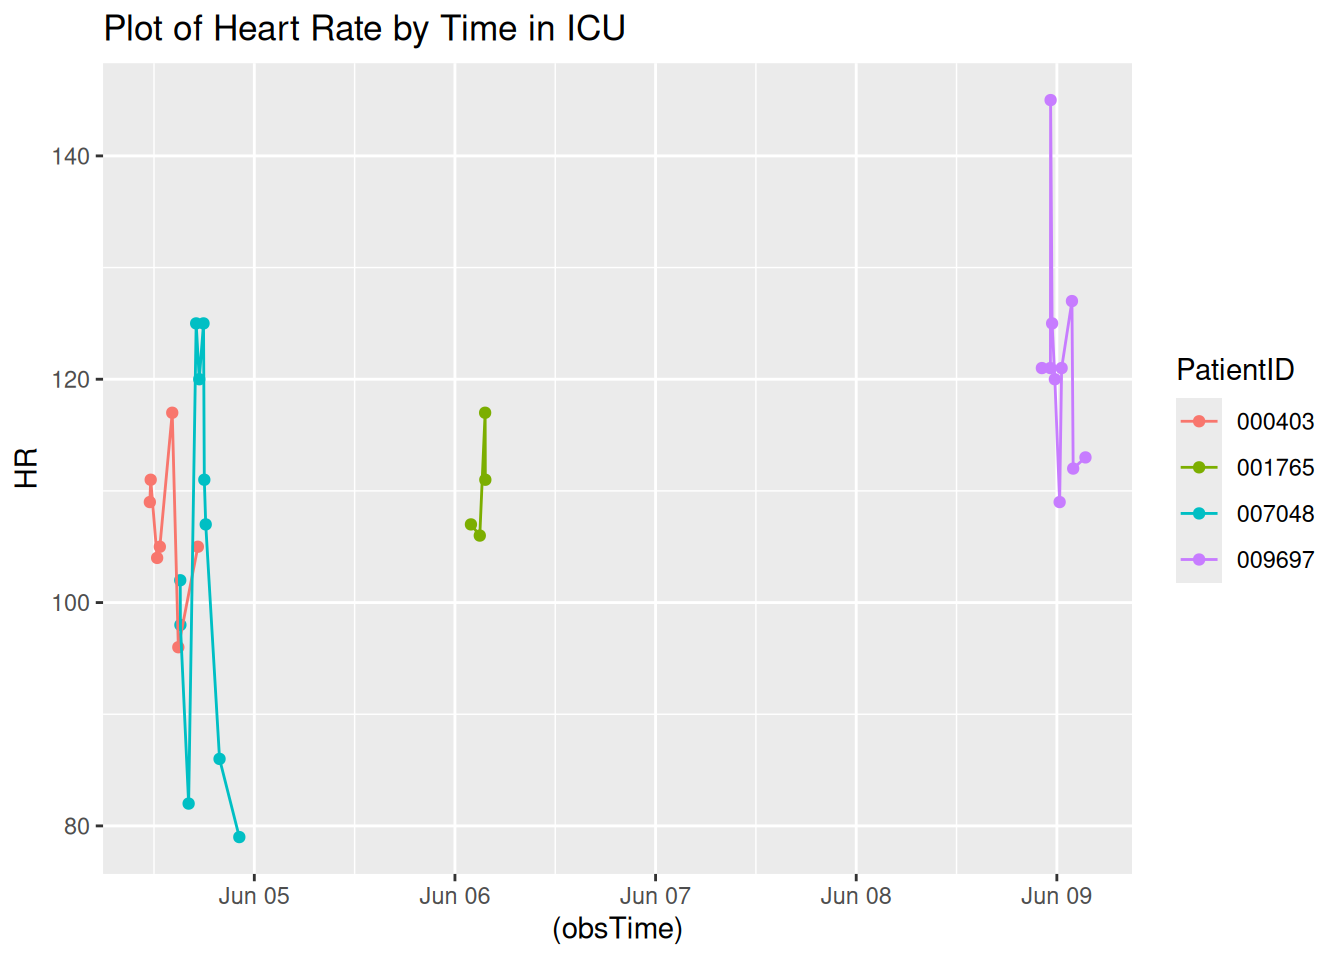 Plot of Heart Rate by Time in ICU
HR
140
120
100
80
Jun 05 Jun 06 Jun 07 Jun 08 Jun 09
(obsTime)
PatientID
000403
001765
007048
009697